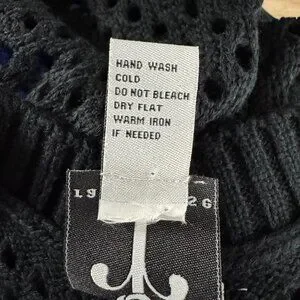 HAND WASH
COLD
DO NOT BLEACH
DRY FLAT
WARM IRON
IF NEEDED
19 26